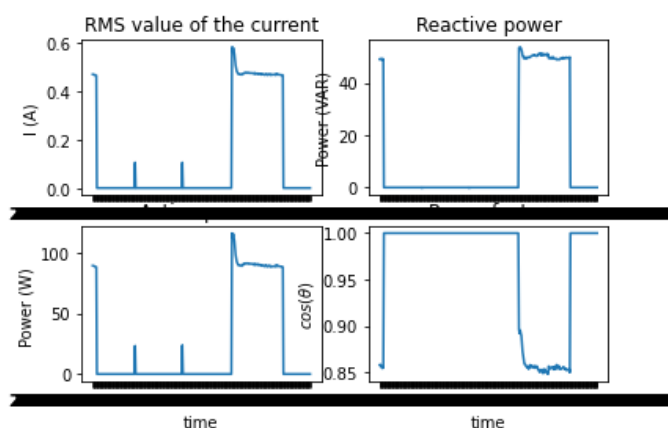 RMS value of the current
Reactive power
I (A)
0.6
0.4
0.2
0.0
Power (VAR)
40
20
0
Power (W)
100
50
0
cos(θ)
1.00
0.95
0.90
0.85
time
time